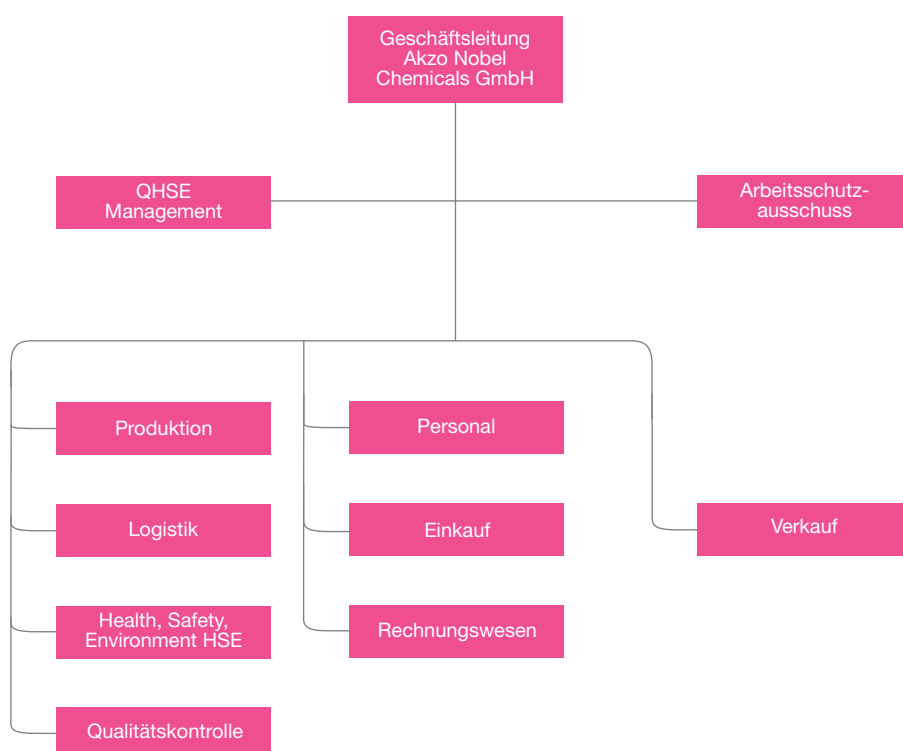 Geschäftsleitung
Akzo Nobel
Chemicals GmbH
QHSE
Management
Arbeitsschutz-
ausschuss
Produktion
Personal
Logistik
Einkauf
Verkauf
Health, Safety,
Environment HSE
Rechnungswesen
Qualitätskontrolle